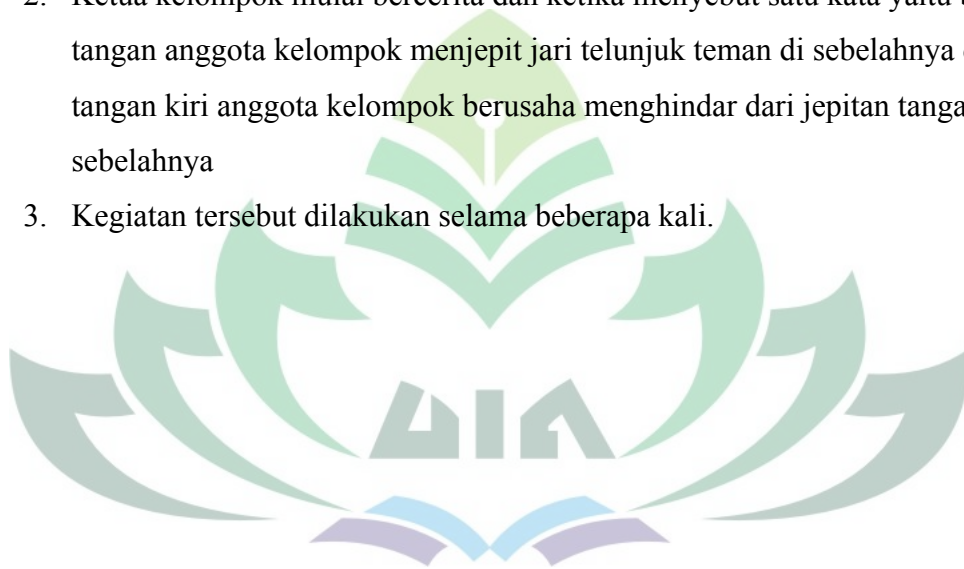 2. Ketua kelompok mulai bercerita dan ketika menyebut satu kata yaitu
tangan anggota kelompok menjepit jari telunjuk teman di sebelahnya
tangan kiri anggota kelompok berusaha menghindar dari jepitan
sebelahnya
3. Kegiatan tersebut dilakukan selama beberapa kali.
UIN